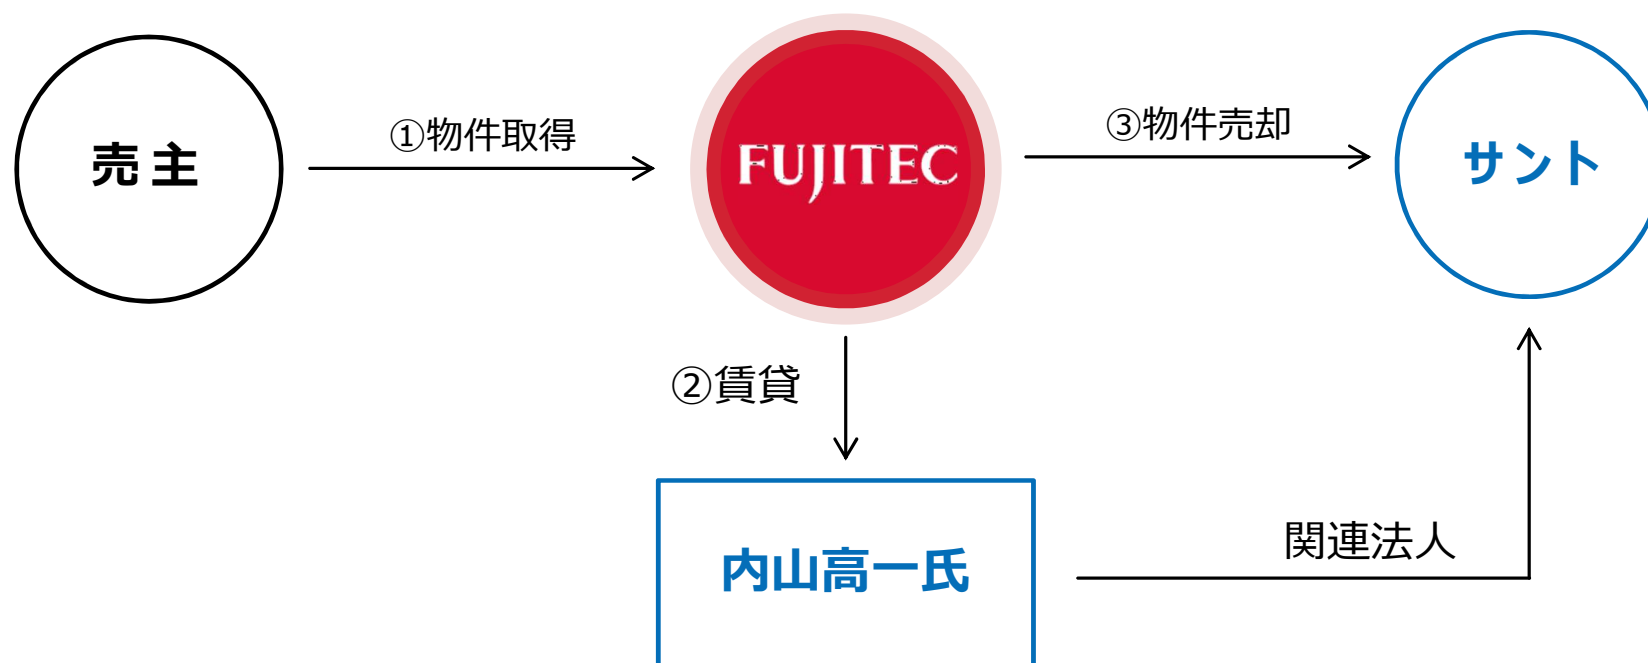 売主
①物件取得
FUJITEC
③物件売却
サント
②賃貸
内山高一氏
関連法人